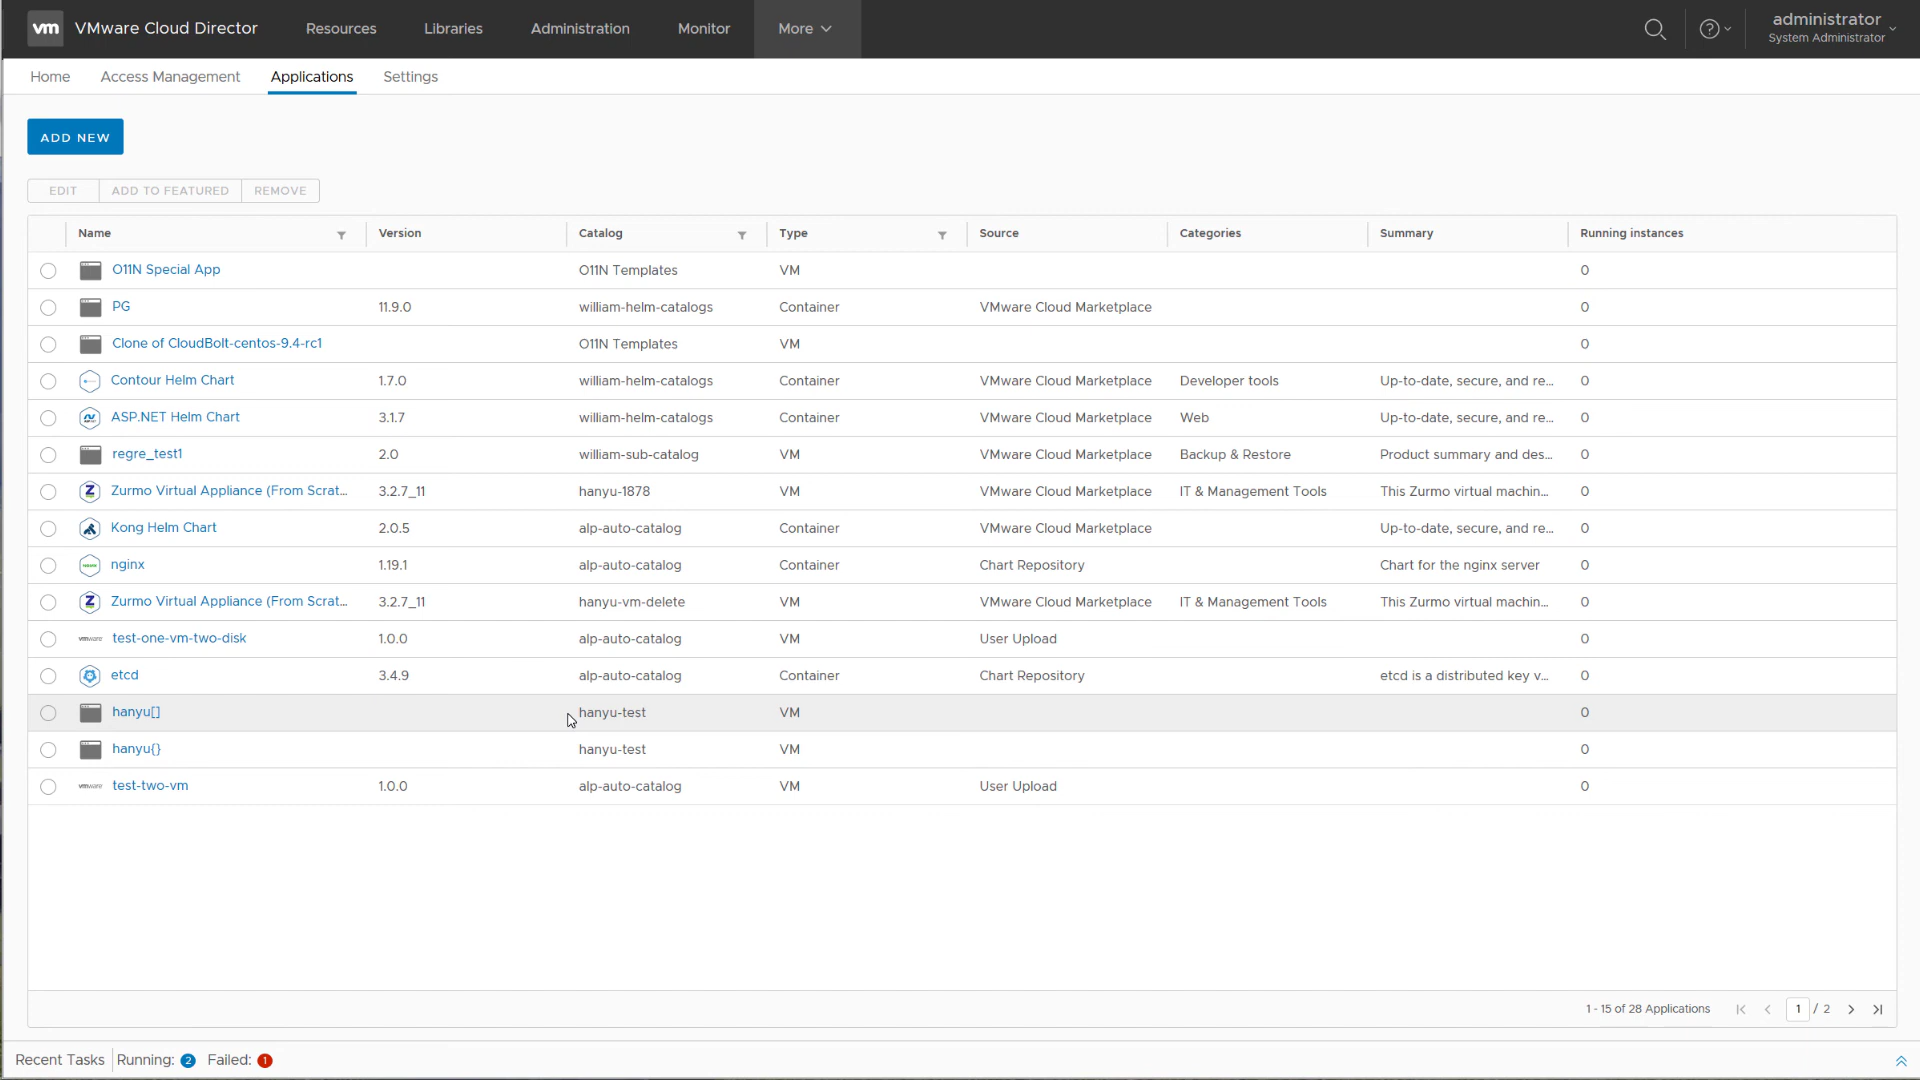 vm VMware Cloud Director Resources Libraries Administration Monitor More administrator
System Administrator
Home Access Management Applications Settings
ADD NEW
EDIT ADD TO FEATURED REMOVE
Name Version Catalog Type Source Categories Summary Running instances
O11N Special App O11N Templates VM 0
PG 11.9.0 william-helm-catalogs Container VMware Cloud Marketplace 0
Clone of CloudBolt-centos-9.4-rc1 O11N Templates VM 0
Contour Helm Chart 1.7.0 william-helm-catalogs Container VMware Cloud Marketplace Developer tools Up-to-date, secure, and re... 0
ASP.NET Helm Chart 3.1.7 william-helm-catalogs Container VMware Cloud Marketplace Web Up-to-date, secure, and re... 0
regre_test1 2.0 william-sub-catalog VM VMware Cloud Marketplace Backup & Restore Product summary and des... 0
Zurmo Virtual Appliance (From Scrat... 3.2.7_11 hanyu-1878 VM VMware Cloud Marketplace IT & Management Tools This Zurmo virtual machin... 0
Kong Helm Chart 2.0.5 alp-auto-catalog Container VMware Cloud Marketplace Up-to-date, secure, and re... 0
nginx 1.19.1 alp-auto-catalog Container Chart Repository Chart for the nginx server 0
Zurmo Virtual Appliance (From Scrat... 3.2.7_11 hanyu-vm-delete VM VMware Cloud Marketplace IT & Management Tools This Zurmo virtual machin... 0
vmware test-one-vm-two-disk 1.0.0 alp-auto-catalog VM User Upload 0
etcd 3.4.9 alp-auto-catalog Container Chart Repository etcd is a distributed key v... 0
hanyu[] hanyu-test VM 0
hanyu{} hanyu-test VM 0
vmware test-two-vm 1.0.0 alp-auto-catalog VM User Upload 0
1 - 15 of 28 Applications 1 / 2
Recent Tasks Running: 2 Failed: 1